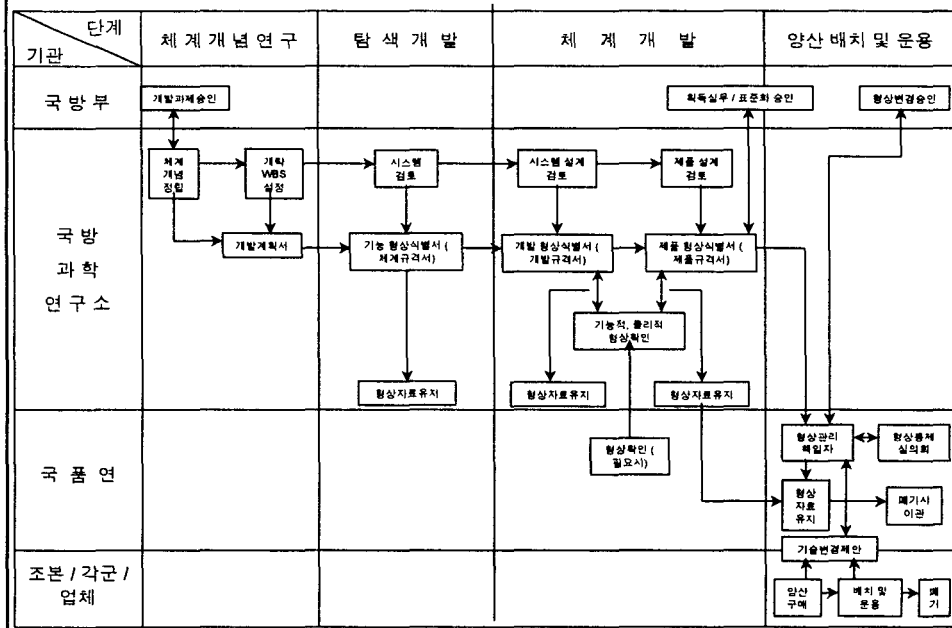 단계
기관
체 계 개 념 연 구
탐 색 개 발
체 계 개 발
양산 배치 및 운용
국 방 부
개발과제승인
획득실무 / 표준화 승인
형상변경승인
국 방
과 학
연 구 소
체계
개념
정립
개략
WBS
설정
시스템
검토
시스템 설계
검토
제품 설계
검토
개발계획서
기능 형상식별서 (
체계규격서)
개발 형상식별서 (
개발규격서)
제품 형상식별서 (
제품규격서)
기능적, 물리적
형상확인
형상자료유지
형상자료유지
형상자료유지
국 품 연
형상확인 (
필요시)
형상관리
책임자
형상통제
심의회
형상
자료
유지
폐기시
이관
기술변경제안
조본 / 각군 /
업체
양산
구매
배치 및
운용
폐
기